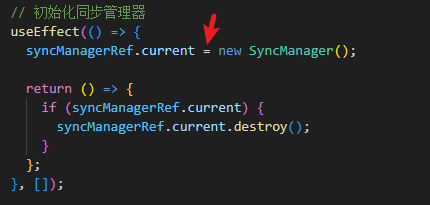 // 初始化同步管理器
useEffect(() => {
  syncManagerRef.current = new SyncManager();

  return () => {
    if (syncManagerRef.current) {
      syncManagerRef.current.destroy();
    }
  };
}, []);